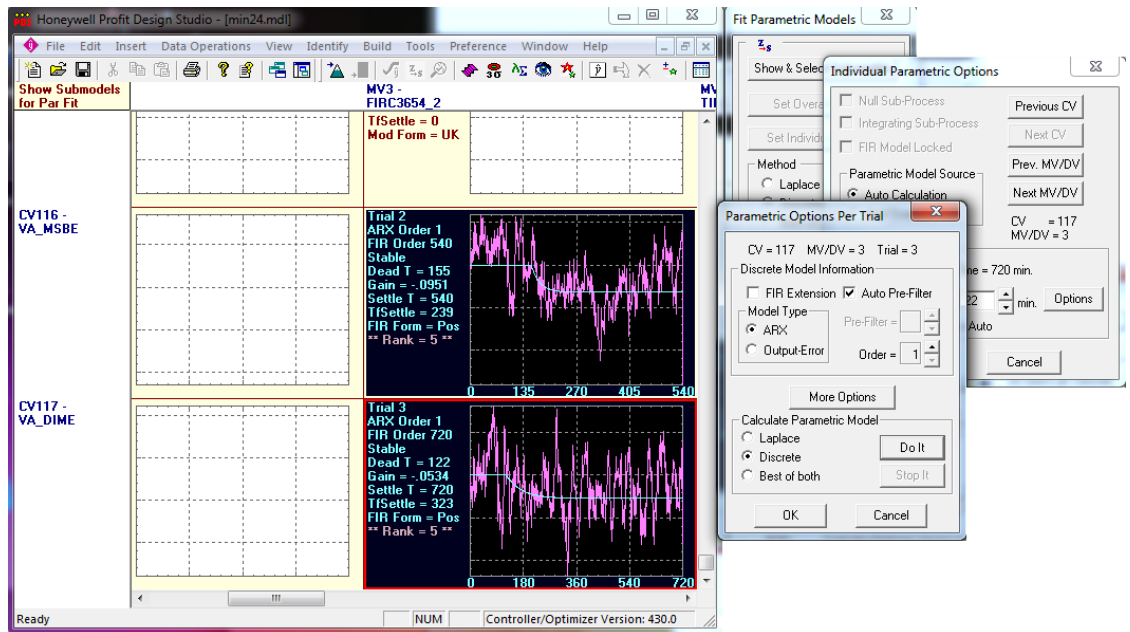 Honeywell Profit Design Studio - [min24.mdl]
File Edit Insert Data Operations View Identify Build Tools Preference Window Help
Show Submodels
for Par Fit
MV3 -
FIRC3654_2
MV
TII
TfSettle = 0
Mod Form = UK
CV116 -
VA_MSBE
Trial 2
ARX Order 1
FIR Order 540
Stable
Dead T = 155
Gain = -.0951
Settle T = 540
TfSettle = 239
FIR Form = Pos
** Rank = 5 **
0 135 270 405 540
CV117 -
VA_DIME
Trial 3
ARX Order 1
FIR Order 720
Stable
Dead T = 122
Gain = -.0534
Settle T = 720
TfSettle = 323
FIR Form = Pos
** Rank = 5 **
0 180 360 540 720
Ready
NUM
Controller/Optimizer Version: 430.0
Fit Parametric Models
Show & Selec
Set Overa
Set Individu
Method
Laplace
Individual Parametric Options
Null Sub-Process
Integrating Sub-Process
FIR Model Locked
Parametric Model Source
Auto Calculation
Previous CV
Next CV
Prev. MV/DV
Next MV/DV
CV = 117
MV/DV = 3
me = 720 min.
22 min. Options
Auto
Cancel
Parametric Options Per Trial
CV = 117 MV/DV = 3 Trial = 3
Discrete Model Information
FIR Extension Auto Pre-Filter
Model Type
ARX
Output-Error
Pre-Filter =
Order = 1
More Options
Calculate Parametric Model
Laplace
Discrete
Best of both
Do It
Stop It
OK Cancel